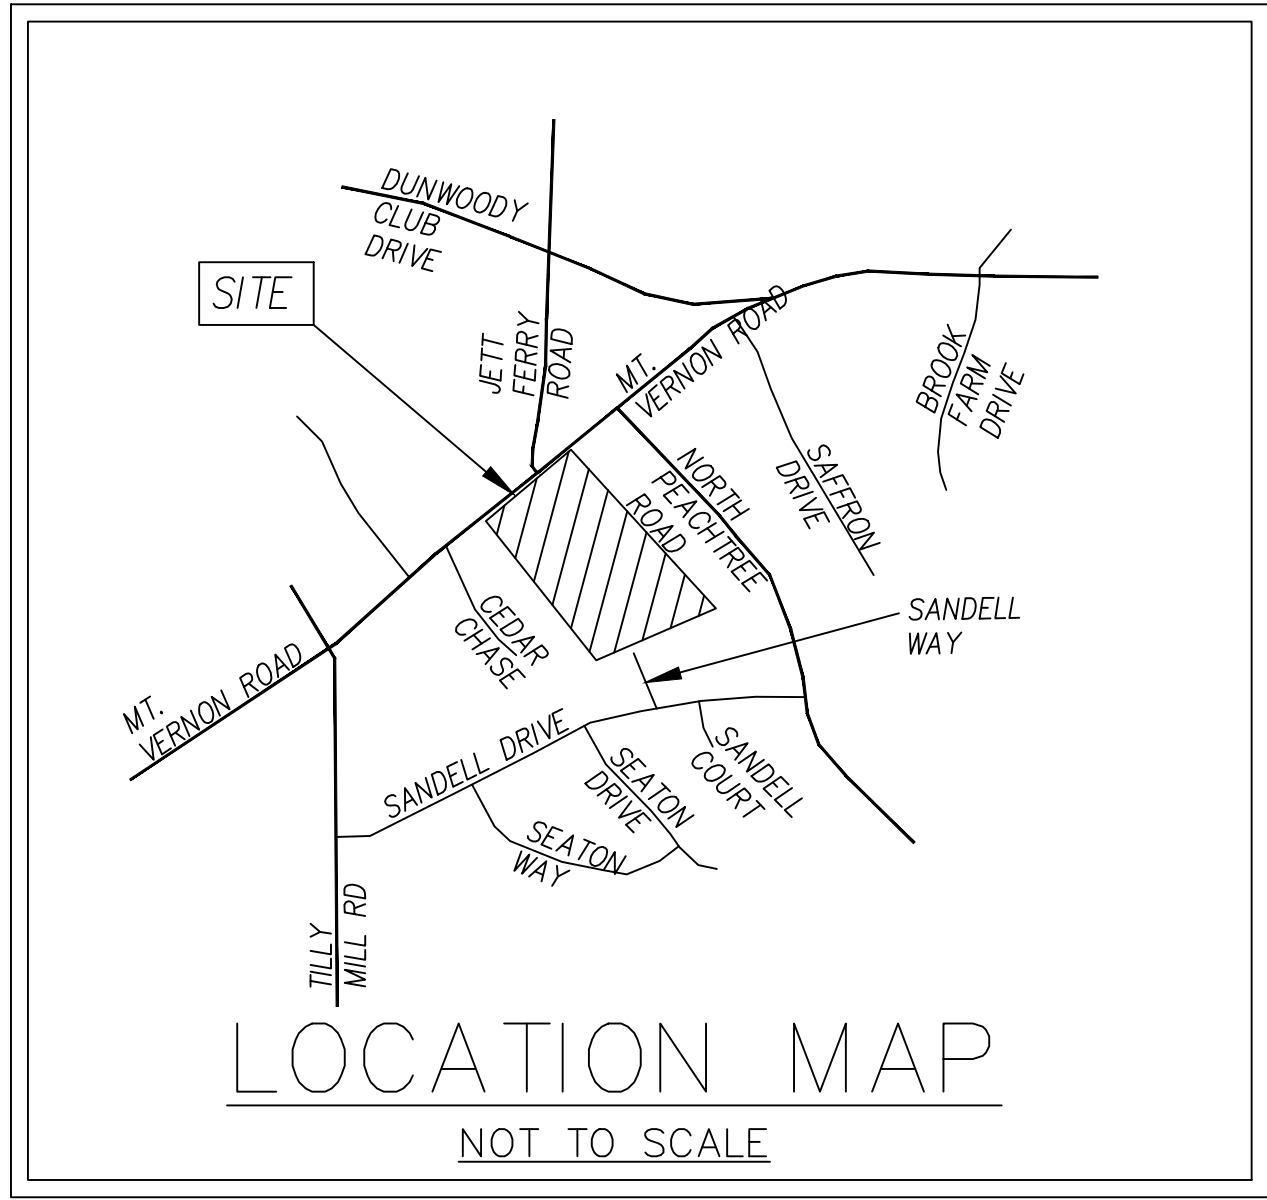 DUNWOODY
CLUB
DRIVE
SITE
JETT
FERRY
ROAD
MT.
VERNON ROAD
BROOK
FARM
DRIVE
SAFFRON
DRIVE
NORTH
PEACHTREE
ROAD
CEDAR
CHASE
SANDELL
WAY
MT.
VERNON ROAD
SANDELL DRIVE
SEATON
DRIVE
SANDELL
COURT
SEATON
WAY
TILLY
MILL RD
LOCATION MAP
NOT TO SCALE